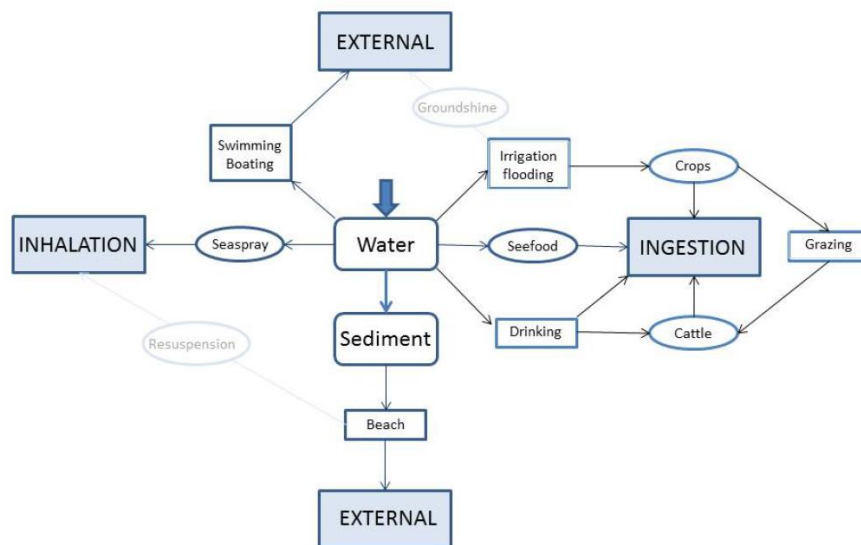 EXTERNAL
Groundshine
Swimming
Boating
Irrigation
flooding
Crops
INHALATION
Seaspray
Water
Seefood
INGESTION
Grazing
Resuspension
Sediment
Drinking
Cattle
Beach
EXTERNAL